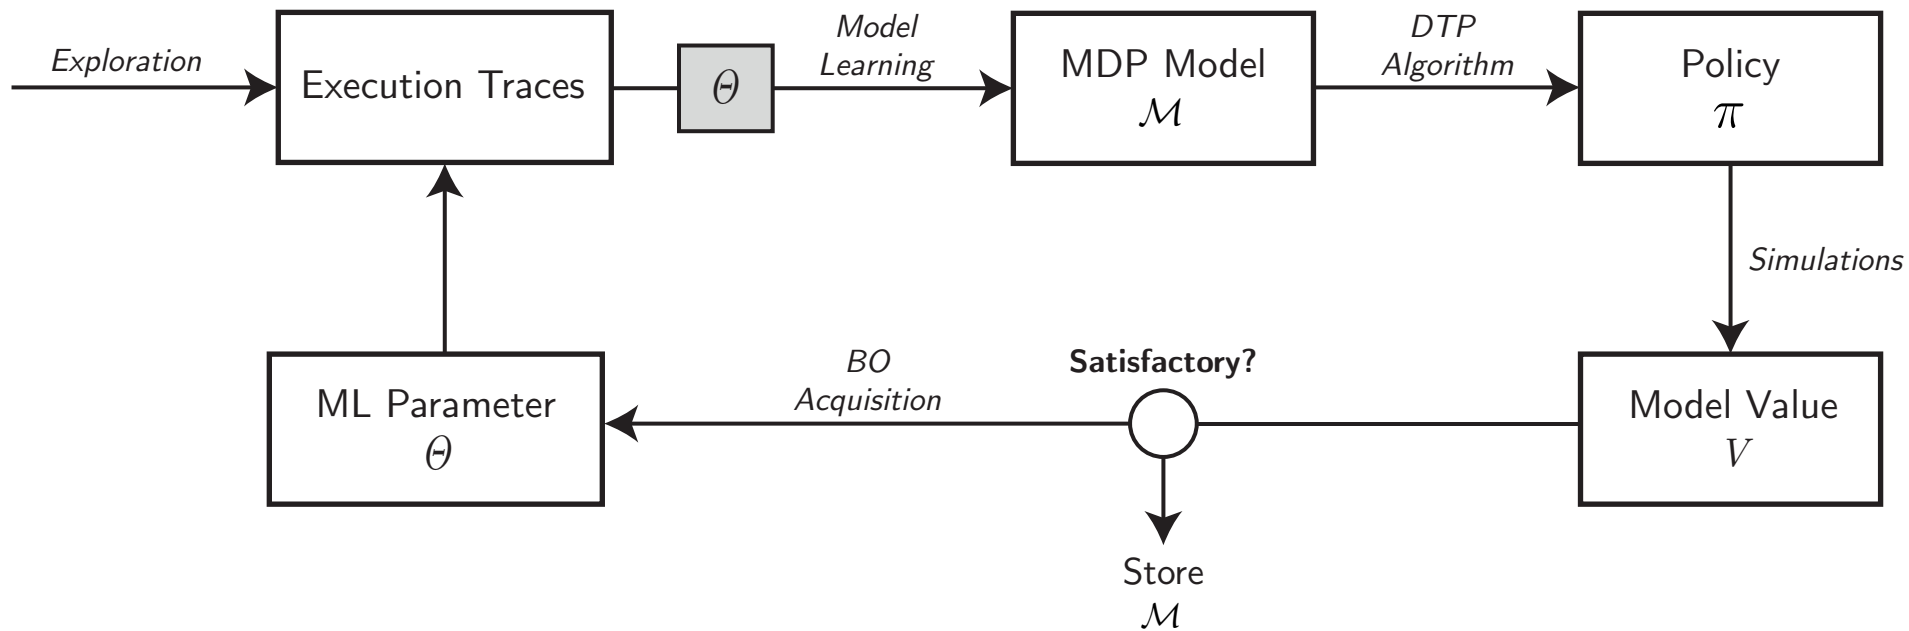 Exploration
Execution Traces
Θ
Model
Learning
MDP Model
ℳ
DTP
Algorithm
Policy
π
Simulations
ML Parameter
Θ
BO
Acquisition
Satisfactory?
Model Value
V
Store
ℳ